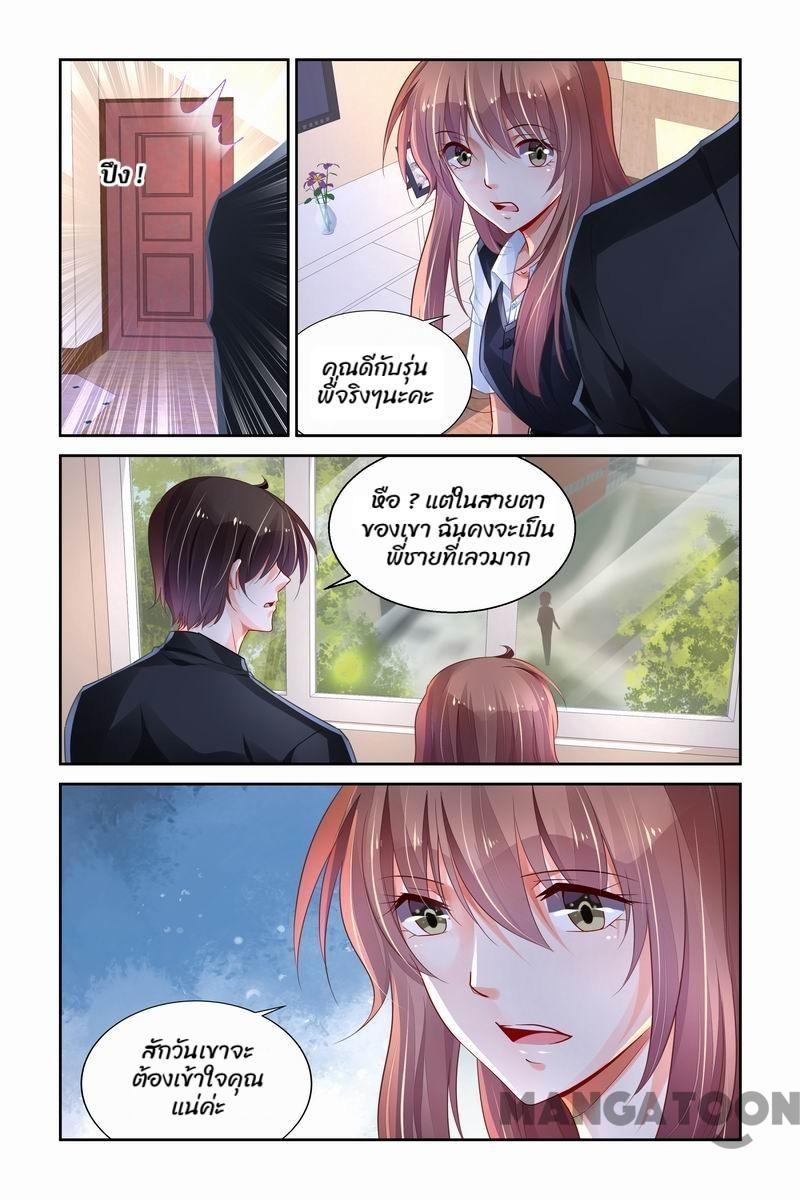 ปึง !
คุณดีกับรุ่น
พี่จริงๆนะคะ
หือ ? แต่ในสายตา
ของเขา ฉันคงจะเป็น
พี่ชายที่เลวมาก
สักวันเขาจะ
ต้องเข้าใจคุณ
แน่ค่ะ
MANGATOON